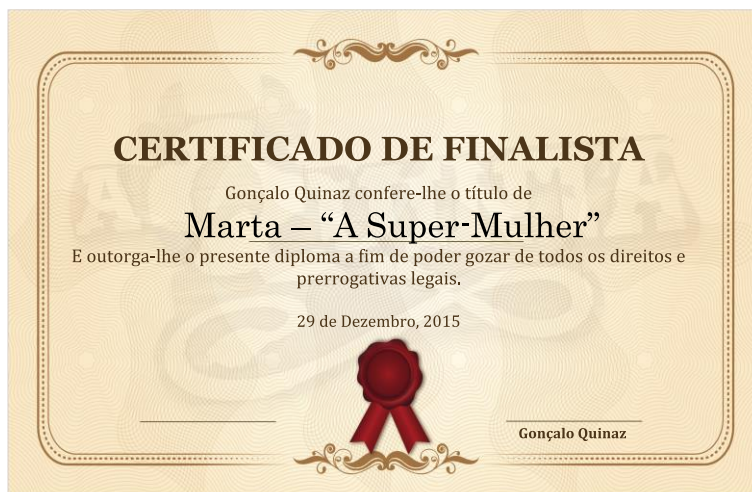 CERTIFICADO DE FINALISTA
Gonçalo Quinaz confere-lhe o título de
Marta – “A Super-Mulher”
E outorga-lhe o presente diploma a fim de poder gozar de todos os direitos e
prerrogativas legais.
29 de Dezembro, 2015
Gonçalo Quinaz